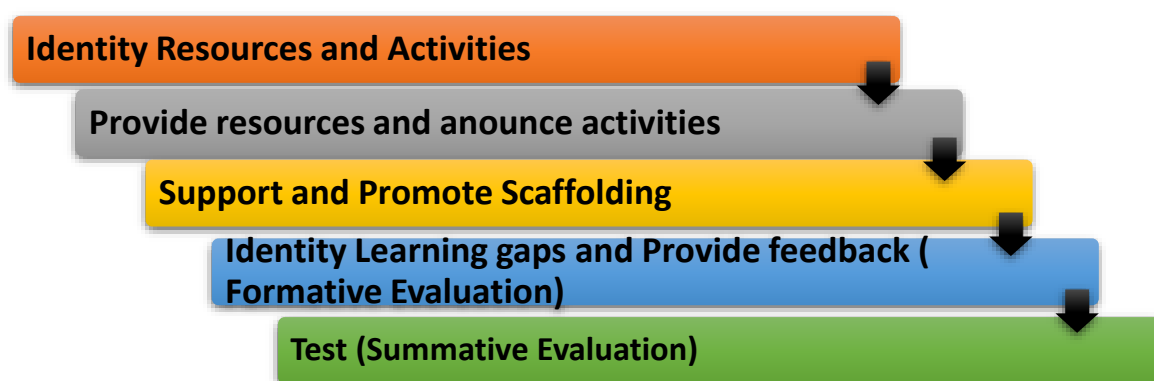 Identity Resources and Activities
Provide resources and anounce activities
Support and Promote Scaffolding
Identity Learning gaps and Provide feedback (
Formative Evaluation)
Test (Summative Evaluation)